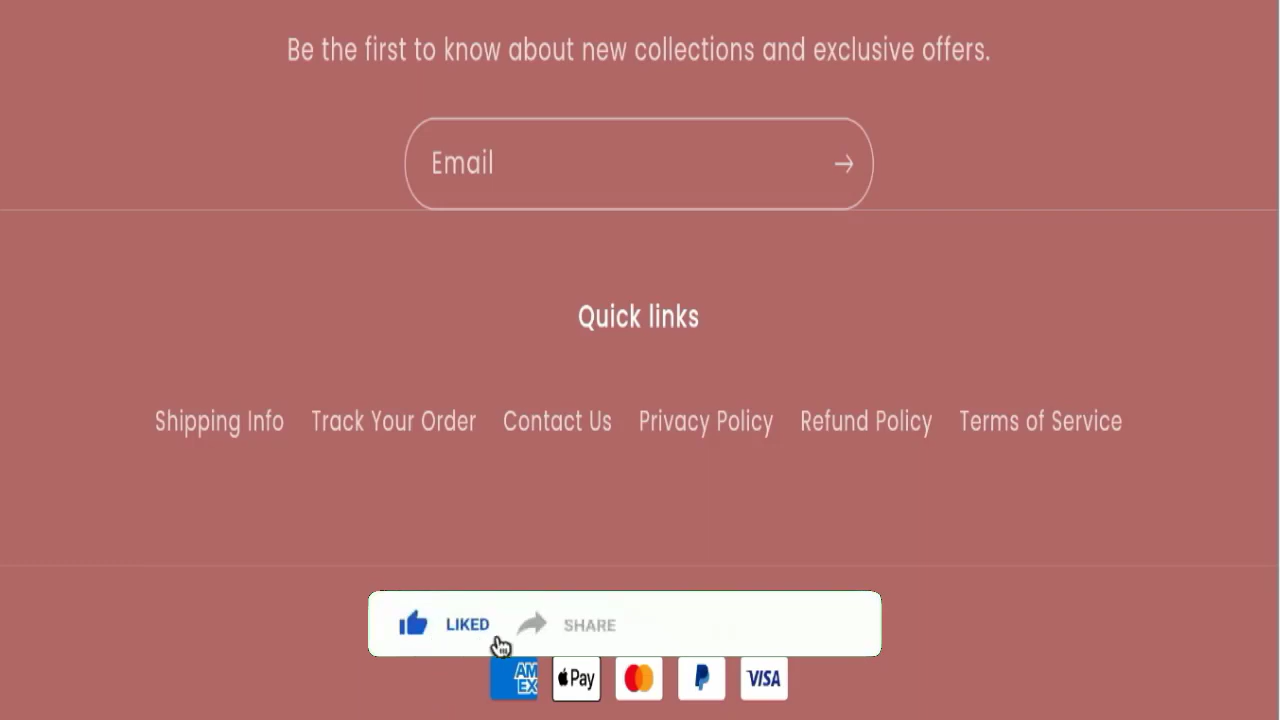 Be the first to know about new collections and exclusive offers.
Email
Quick links
Shipping Info Track Your Order Contact Us Privacy Policy Refund Policy Terms of Service
LIKED SHARE
AM
EX
Pay
VISA